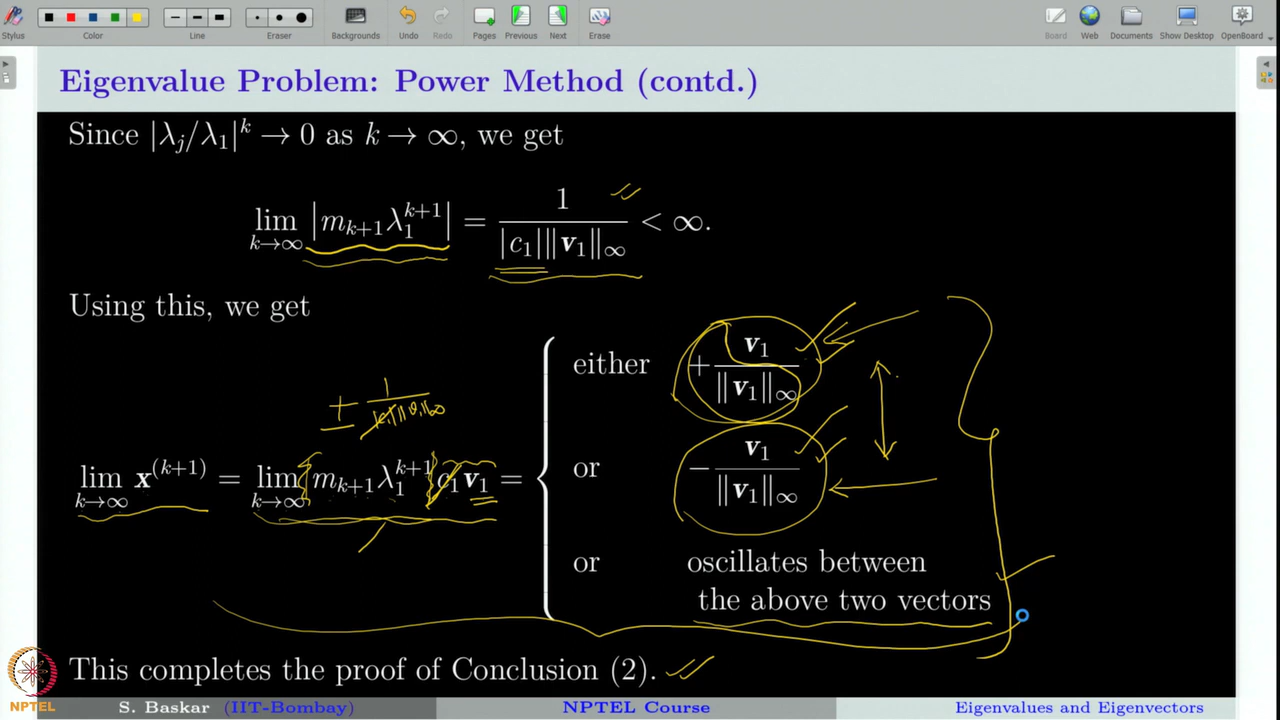 Stylus
Color
Line
Eraser
Backgrounds
Undo
Redo
Pages
Previous
Next
Erase
Board
Web
Documents
Show Desktop
OpenBoard
Eigenvalue Problem: Power Method (contd.)
Since |λ_j/λ_1|^k → 0 as k → ∞, we get
lim_{k→∞} |m_{k+1} λ_1^{k+1}| = 1 / (|c_1| ‖v_1‖_∞) < ∞.
Using this, we get
lim_{k→∞} x^{(k+1)} = lim_{k→∞} m_{k+1} λ_1^{k+1} c_1 v_1 =
either + v_1 / ‖v_1‖_∞
or − v_1 / ‖v_1‖_∞
or oscillates between
the above two vectors
This completes the proof of Conclusion (2).
NPTEL
S. Baskar (IIT-Bombay)
NPTEL Course
Eigenvalues and Eigenvectors